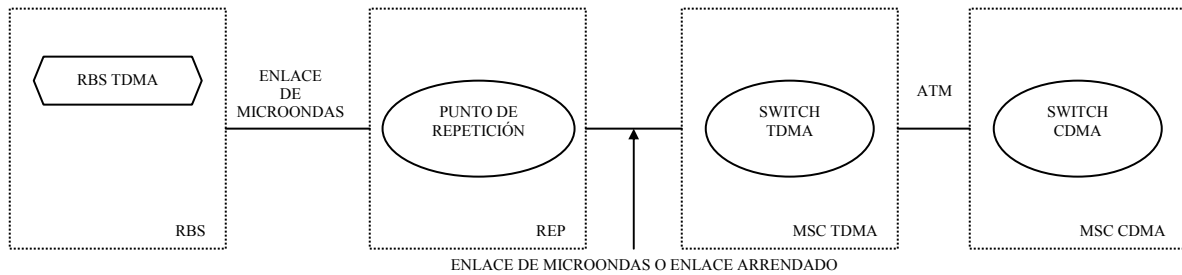 RBS TDMA
RBS
ENLACE
DE
MICROONDAS
PUNTO DE
REPETICIÓN
REP
ENLACE DE MICROONDAS O ENLACE ARRENDADO
SWITCH
TDMA
MSC TDMA
ATM
SWITCH
CDMA
MSC CDMA